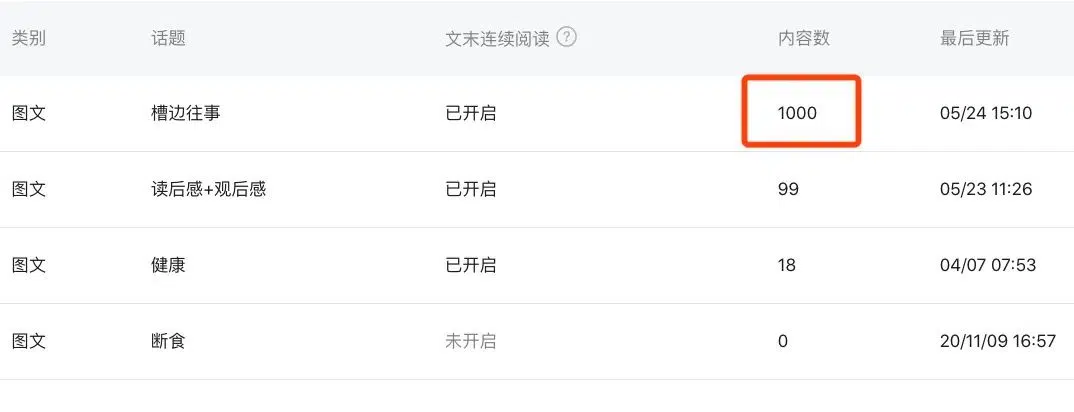 类别 话题 文末连续阅读 ? 内容数 最后更新
图文 槽边往事 已开启 1000 05/24 15:10
图文 读后感+观后感 已开启 99 05/23 11:26
图文 健康 已开启 18 04/07 07:53
图文 断食 未开启 0 20/11/09 16:57